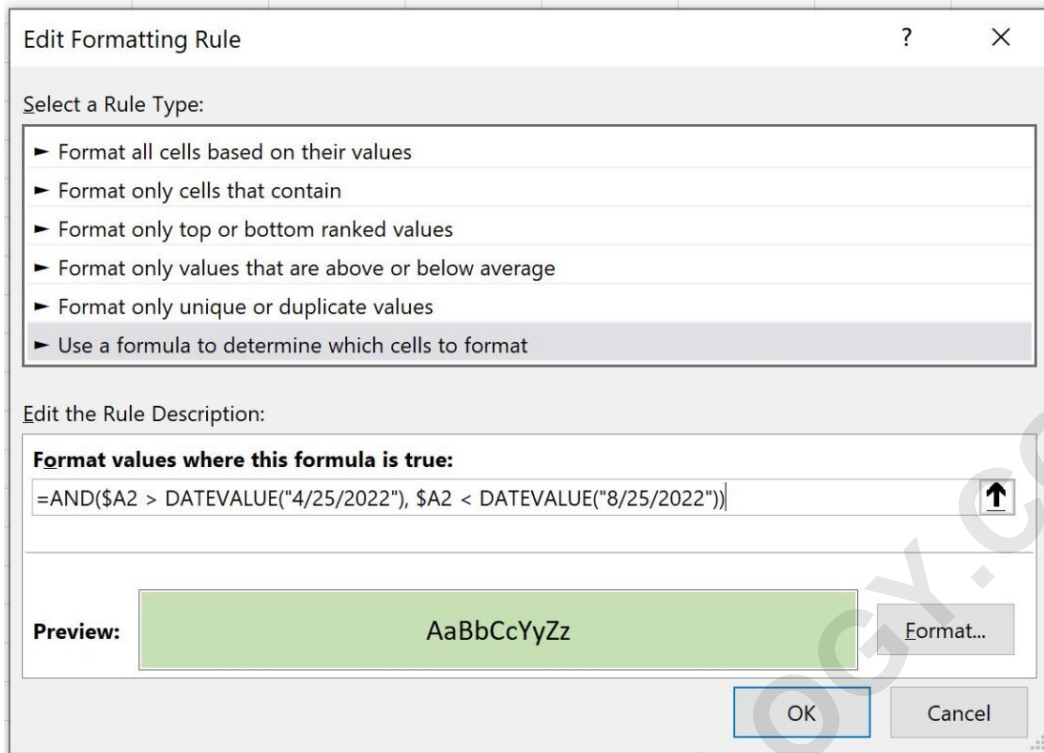 Edit Formatting Rule
?
Select a Rule Type:
► Format all cells based on their values
► Format only cells that contain
► Format only top or bottom ranked values
► Format only values that are above or below average
► Format only unique or duplicate values
► Use a formula to determine which cells to format
Edit the Rule Description:
Format values where this formula is true:
=AND($A2 > DATEVALUE("4/25/2022"), $A2 < DATEVALUE("8/25/2022"))
Preview:
AaBbCcYyZz
Format...
OK
Cancel
OGY.CO